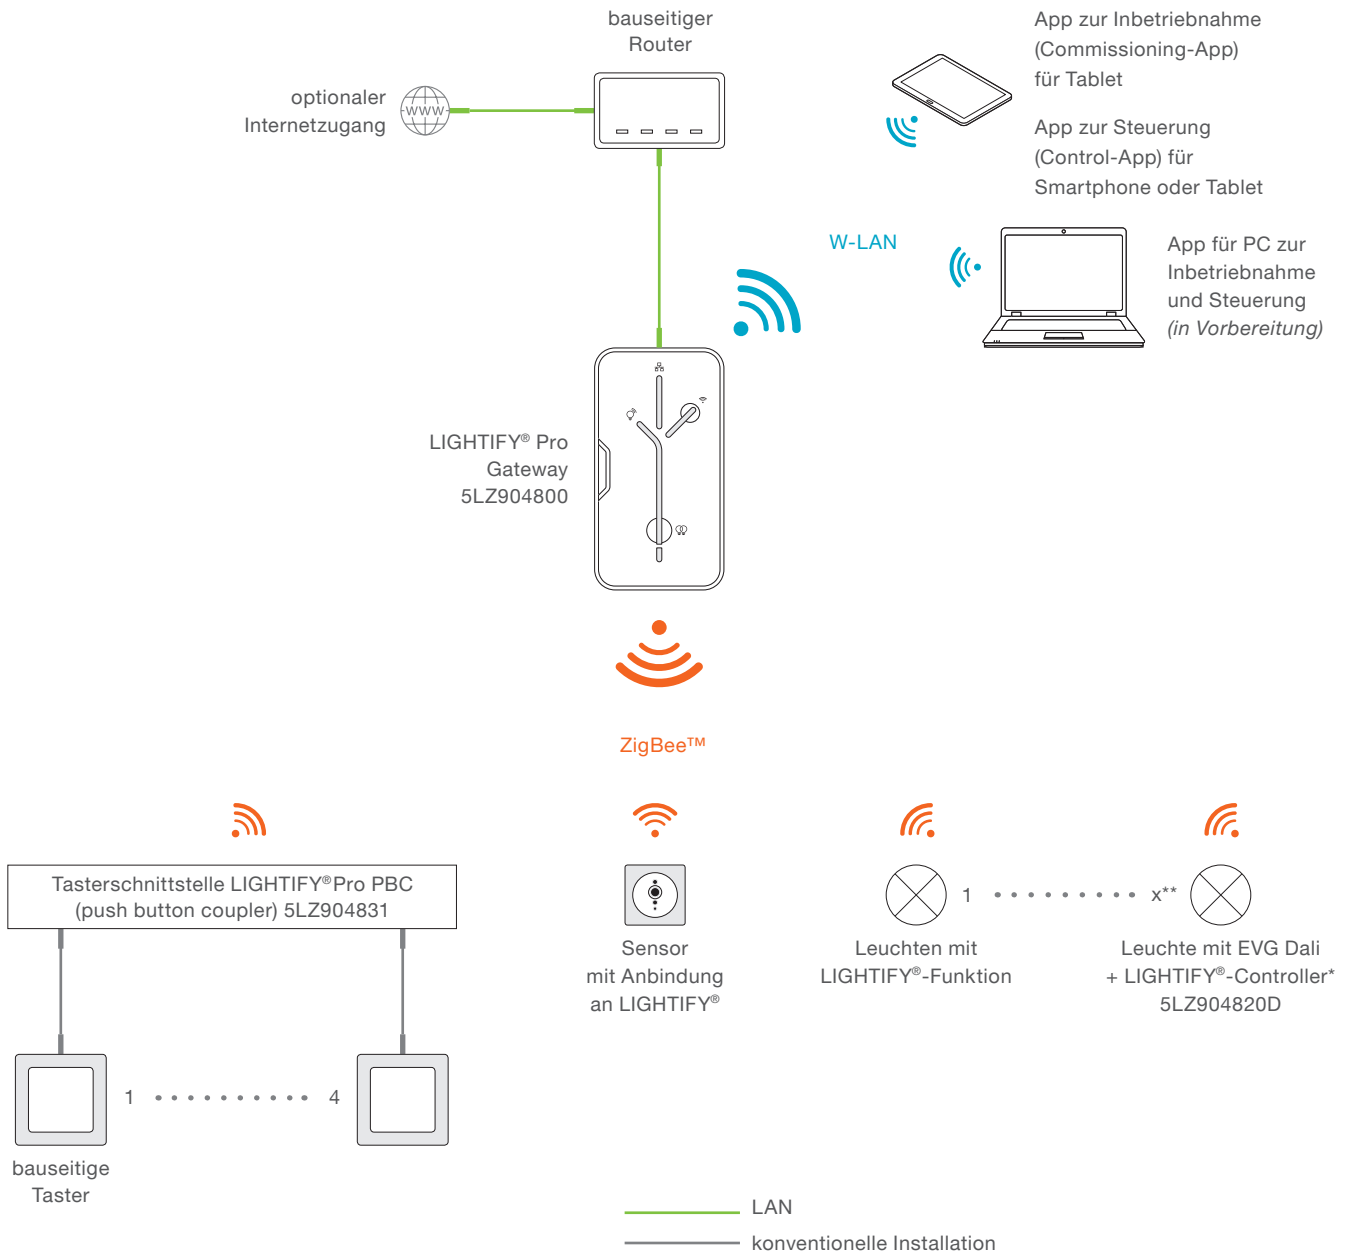 bauseitiger
Router
optionaler
Internetzugang
WWW
App zur Inbetriebnahme
(Commissioning-App)
für Tablet
App zur Steuerung
(Control-App) für
Smartphone oder Tablet
W-LAN
App für PC zur
Inbetriebnahme
und Steuerung
(in Vorbereitung)
LIGHTIFY® Pro
Gateway
5LZ904800
ZigBee™
Tasterschnittstelle LIGHTIFY®Pro PBC
(push button coupler) 5LZ904831
1 4
bauseitige
Taster
Sensor
mit Anbindung
an LIGHTIFY®
1 x**
Leuchten mit
LIGHTIFY®-Funktion
Leuchte mit EVG Dali
+ LIGHTIFY®-Controller*
5LZ904820D
LAN
konventionelle Installation